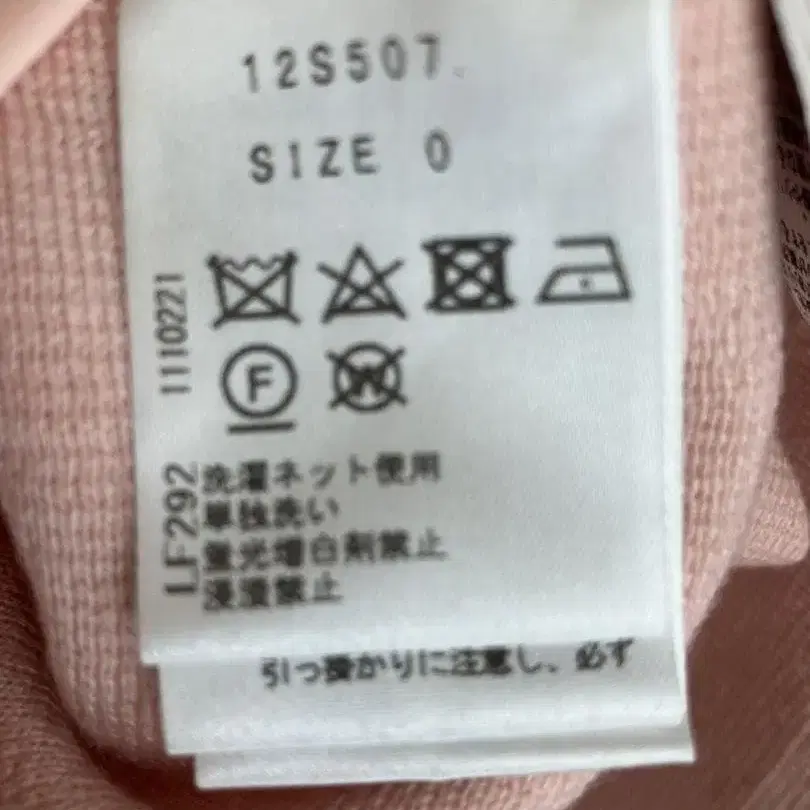 12S507
SIZE 0
1110221
F
W
LF292
洗濯ネット使用
単独洗い
蛍光増白剤禁止
浸漬禁止
引っ掛かりに注意し、必ず